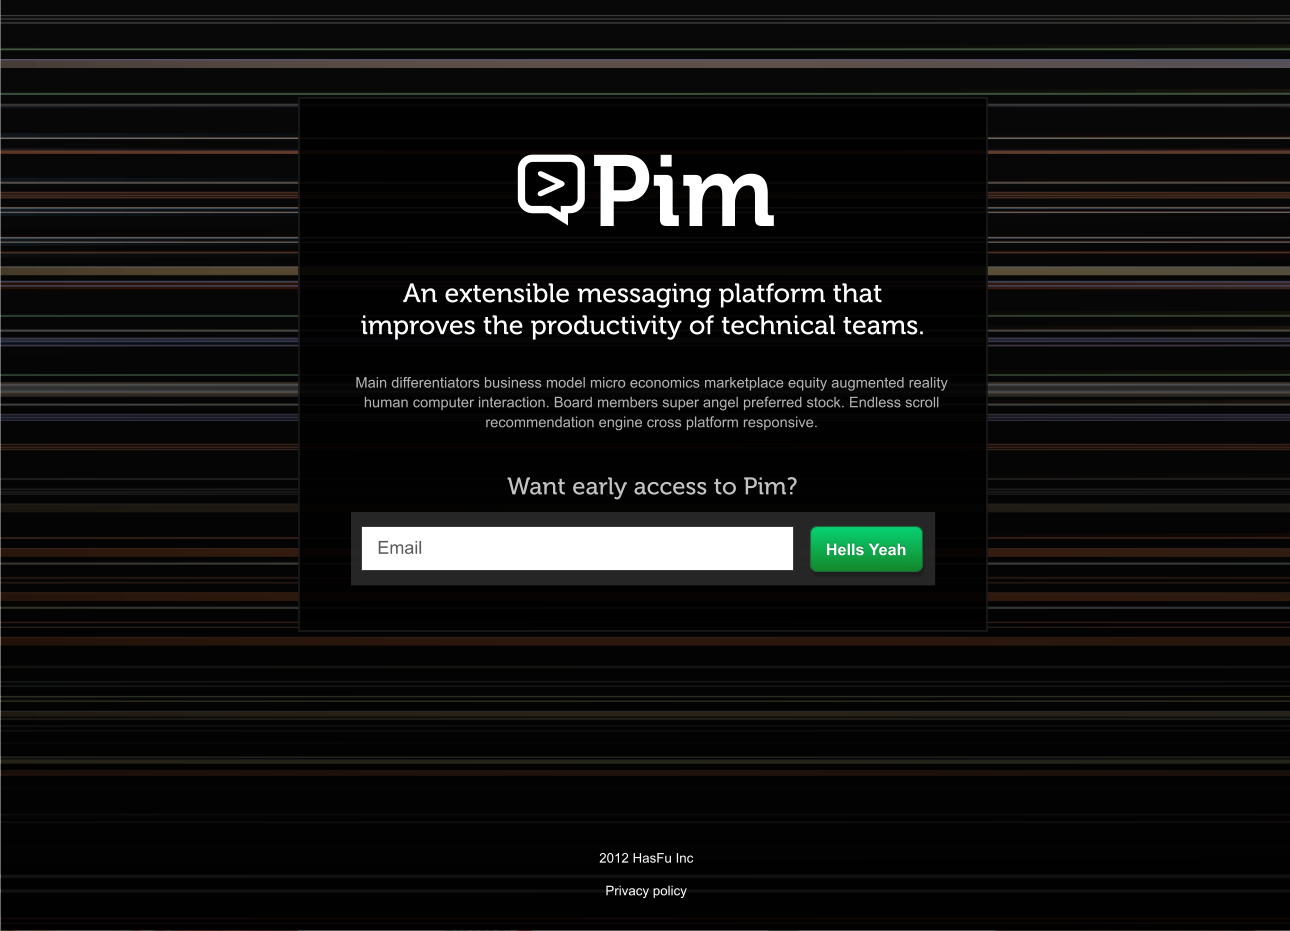 Pim
An extensible messaging platform that
improves the productivity of technical teams.
Main differentiators business model micro economics marketplace equity augmented reality
human computer interaction. Board members super angel preferred stock. Endless scroll
recommendation engine cross platform responsive.
Want early access to Pim?
Email
Hells Yeah
2012 HasFu Inc
Privacy policy